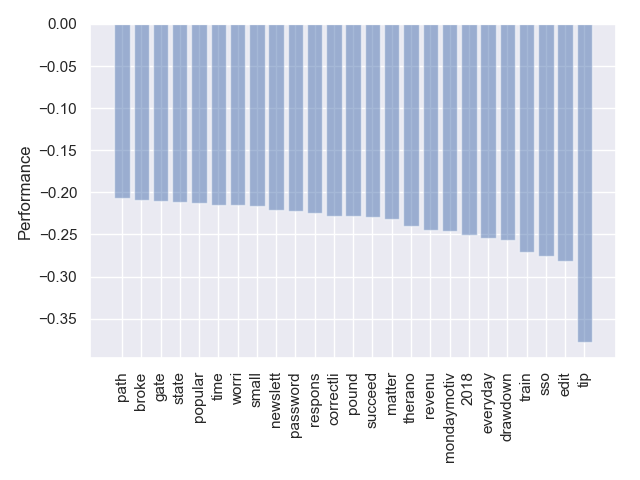 0.00
−0.05
−0.10
−0.15
−0.20
−0.25
−0.30
−0.35
Performance
path
broke
gate
state
popular
time
worri
small
newslett
password
respons
correctli
pound
succeed
matter
therano
revenu
mondaymotiv
2018
everyday
drawdown
train
sso
edit
tip